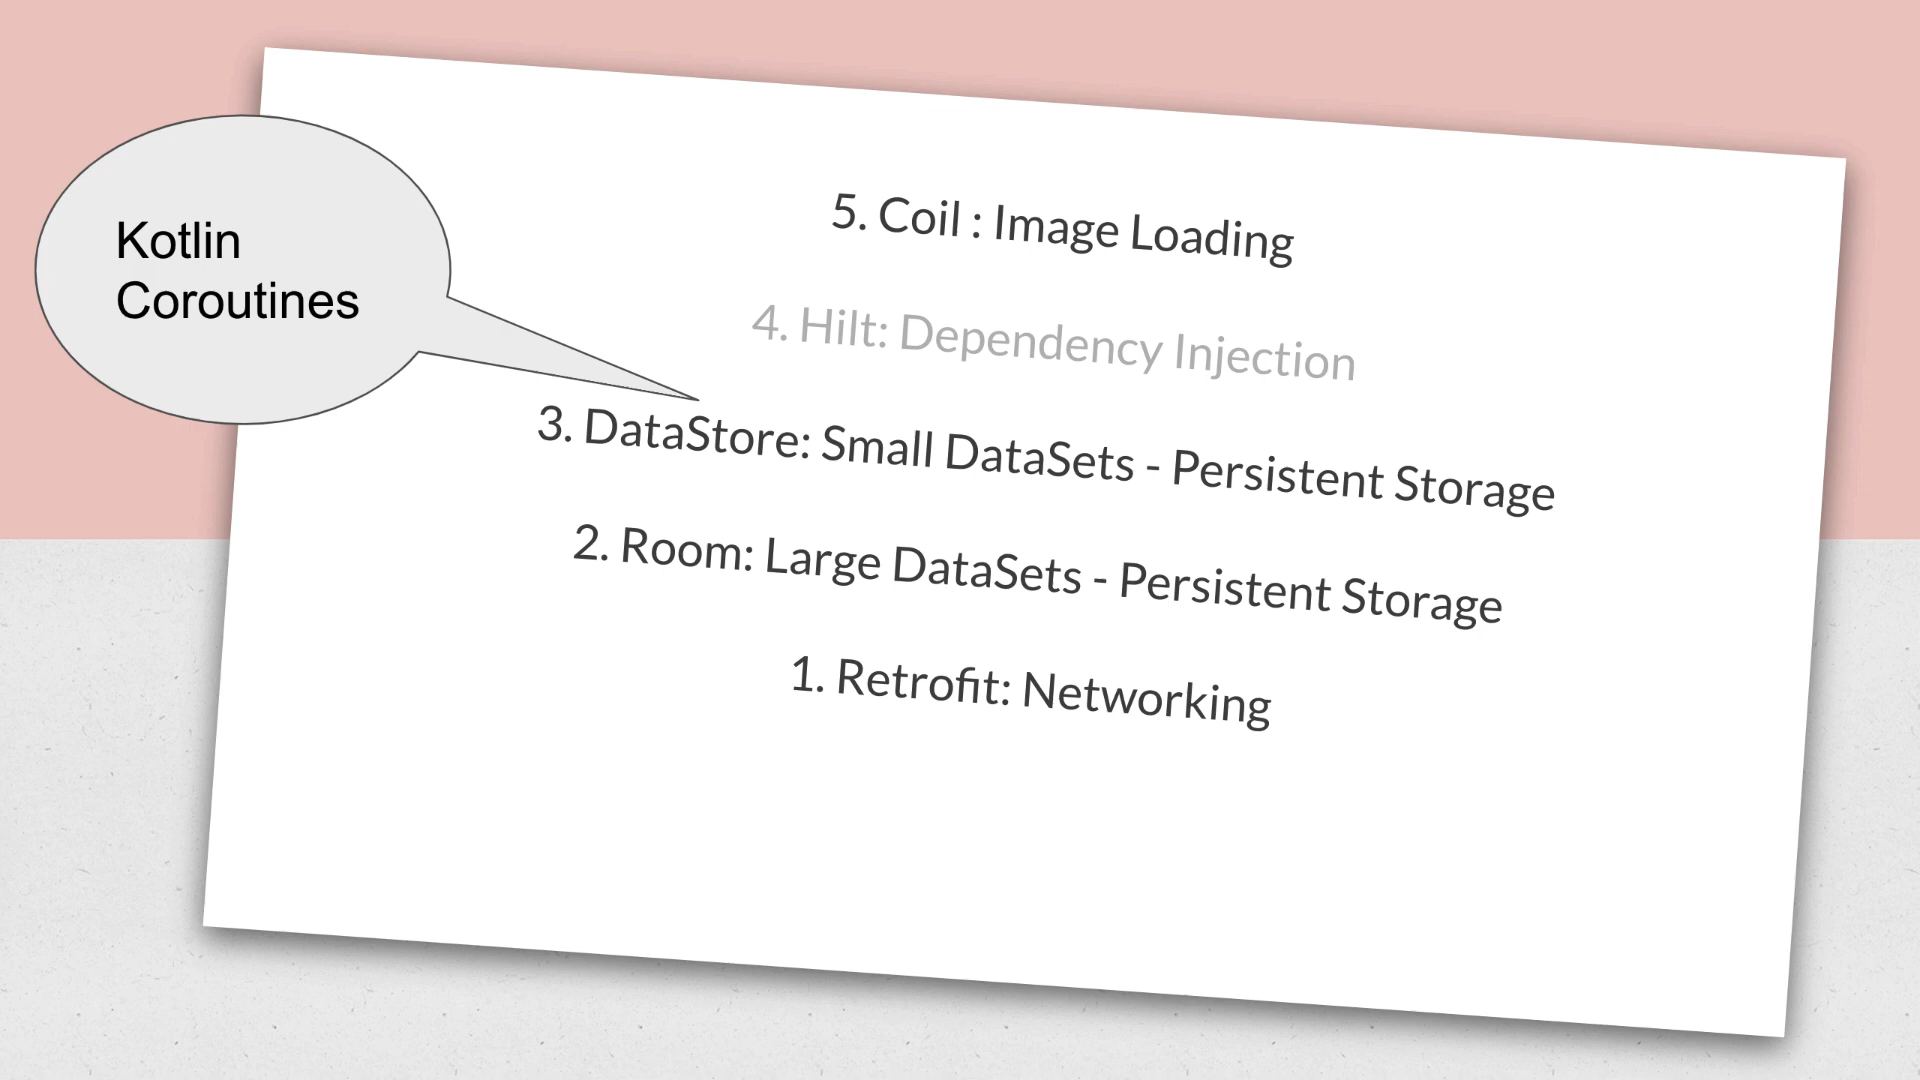 Kotlin
Coroutines
5. Coil : Image Loading
4. Hilt: Dependency Injection
3. DataStore: Small DataSets - Persistent Storage
2. Room: Large DataSets - Persistent Storage
1. Retrofit: Networking